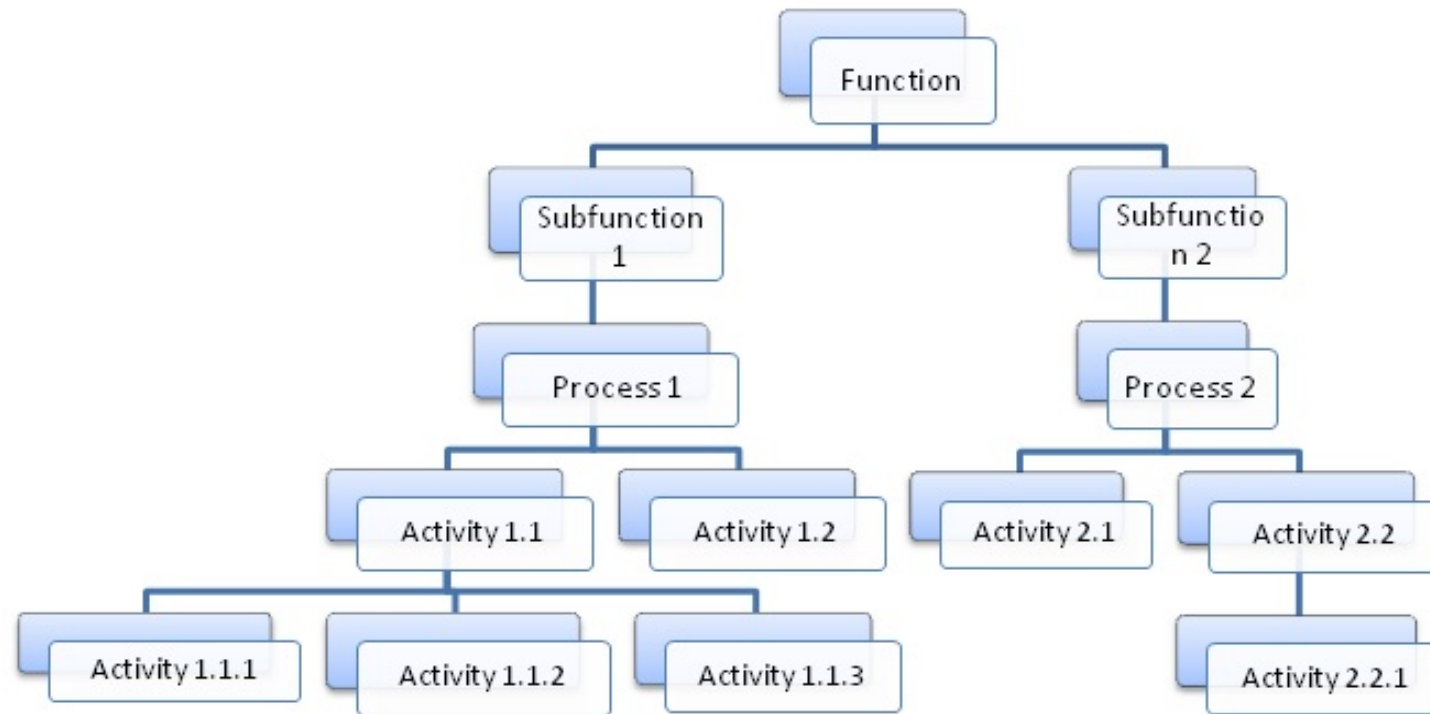 Function
Subfunction
1
Subfunctio
n 2
Process 1
Process 2
Activity 1.1
Activity 1.2
Activity 2.1
Activity 2.2
Activity 1.1.1
Activity 1.1.2
Activity 1.1.3
Activity 2.2.1